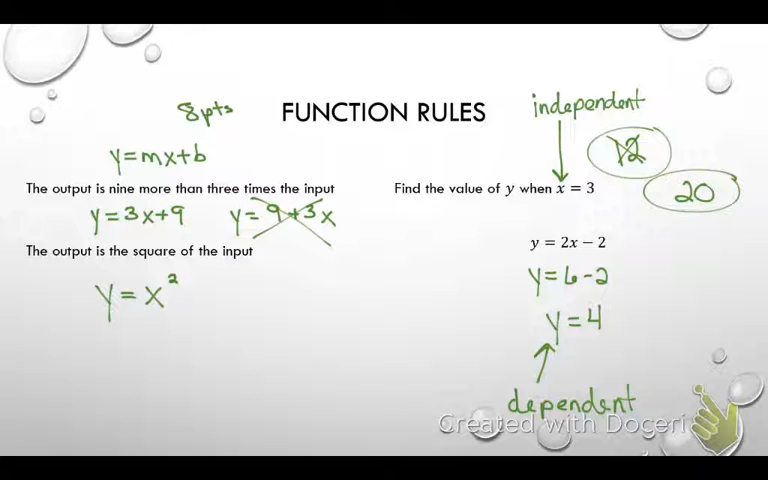 8pts
FUNCTION RULES
independent
y=mx+b
12
The output is nine more than three times the input
Find the value of y when x = 3
20
y=3x+9
y=9+3x
The output is the square of the input
y = 2x − 2
y=6-2
y=x²
y=4
dependent
Created with Doceri